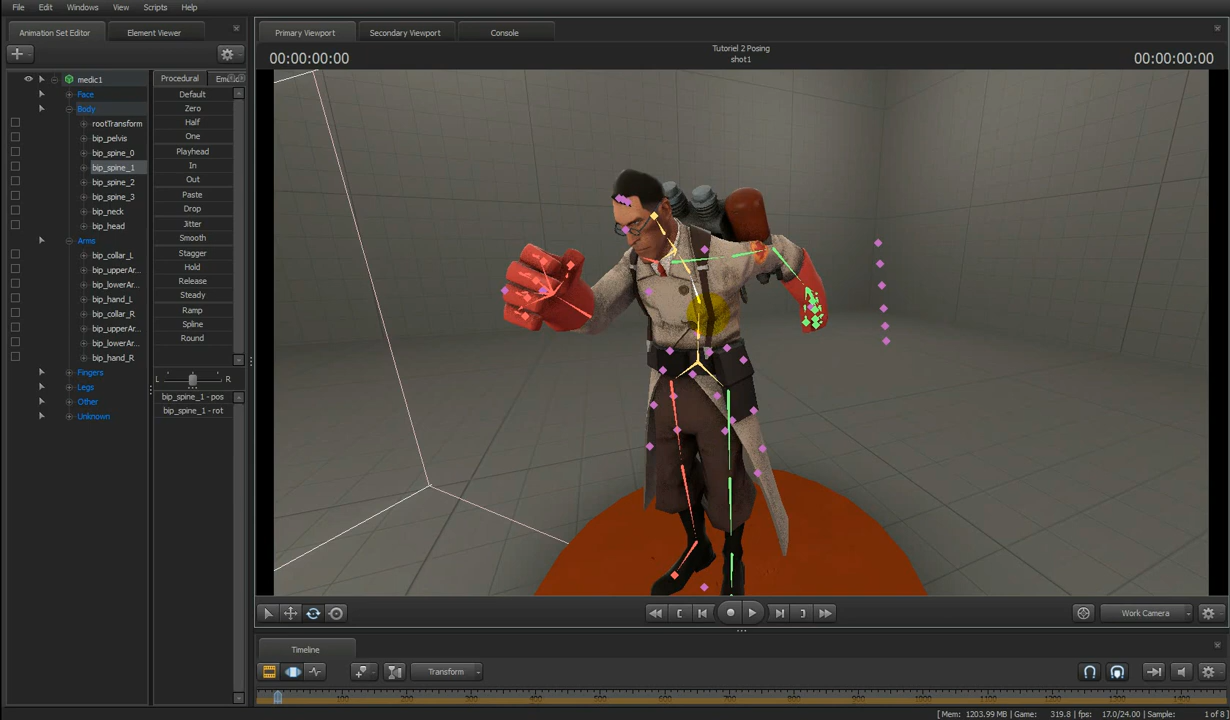 File Edit Windows View Scripts Help
Animation Set Editor Element Viewer
Primary Viewport Secondary Viewport Console
Tutoriel 2 Posing
shot1
00:00:00:00 00:00:00:00
medic1
Face
Body
rootTransform
bip_pelvis
bip_spine_0
bip_spine_1
bip_spine_2
bip_spine_3
bip_neck
bip_head
Arms
bip_collar_L
bip_upperAr...
bip_lowerAr...
bip_hand_L
bip_collar_R
bip_upperAr...
bip_lowerAr...
bip_hand_R
Fingers
Legs
Other
Unknown
Procedural
Default
Zero
Half
One
Playhead
In
Out
Paste
Drop
Jitter
Smooth
Stagger
Hold
Release
Steady
Ramp
Spline
Round
L R
bip_spine_1 - pos
bip_spine_1 - rot
Work Camera
Timeline
Transform
[ Mem: 1203.99 MB | Game: 319.8 | fps: 17.0/24.00 | Sample: 1 of 8